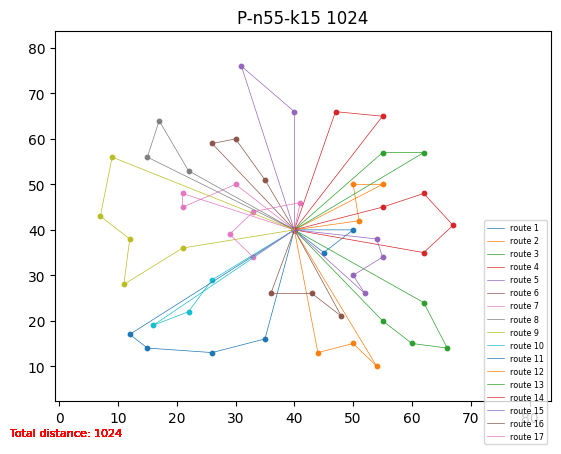 P-n55-k15 1024
80
70
60
50
40
30
20
10
0 10 20 30 40 50 60 70 80
route 1
route 2
route 3
route 4
route 5
route 6
route 7
route 8
route 9
route 10
route 11
route 12
route 13
route 14
route 15
route 16
route 17
Total distance: 1024